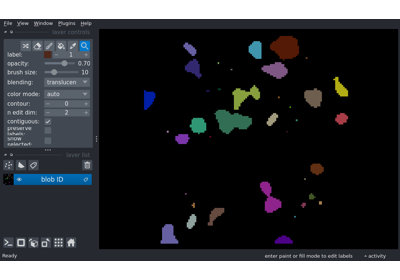 File View Window Plugins Help
layer controls
label: 1
opacity: 0.70
brush size: 10
blending: translucen
color mode: auto
contour: 0
n edit dim: 2
contiguous:
preserve labels:
show selected:
layer list
blob ID
Ready enter paint or fill mode to edit labels activity